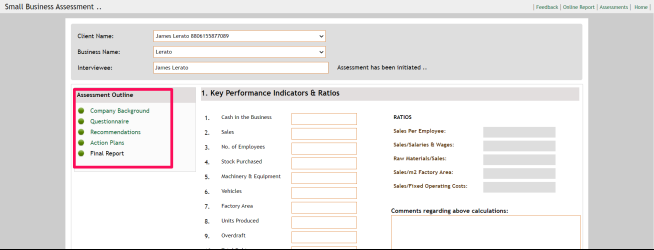 Small Business Assessment ..
| Feedback | Online Report | Assessments | Home |
Client Name: James Lerato 8806155877089
Business Name: Lerato
Interviewee: James Lerato Assessment has been initiated ..
Assessment Outline
Company Background
Questionnaire
Recommendations
Action Plans
Final Report
1. Key Performance Indicators & Ratios
1. Cash in the Business
2. Sales
3. No. of Employees
4. Stock Purchased
5. Machinery & Equipment
6. Vehicles
7. Factory Area
8. Units Produced
9. Overdraft
RATIOS
Sales Per Employee:
Sales/Salaries & Wages:
Raw Materials/Sales:
Sales/m2 Factory Area:
Sales/Fixed Operating Costs:
Comments regarding above calculations: